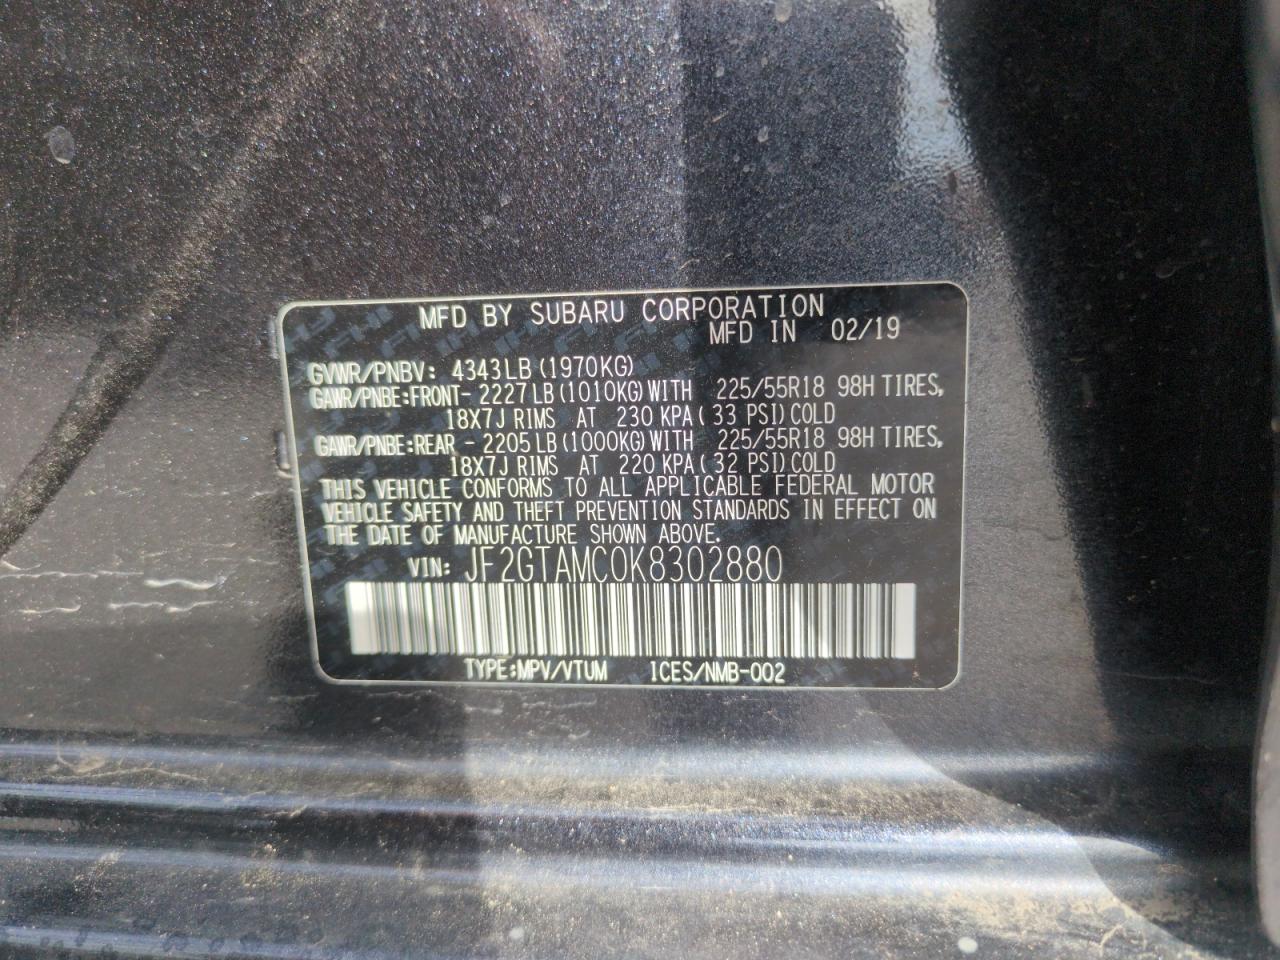 MFD BY SUBARU CORPORATION
MFD IN 02/19
GVWR/PNBV: 4343LB (1970KG)
GAWR/PNBE:FRONT- 2227LB (1010KG) WITH 225/55R18 98H TIRES,
18X7J RIMS AT 230 KPA( 33 PSI) COLD
GAWR/PNBE:REAR - 2205LB (1000KG) WITH 225/55R18 98H TIRES,
18X7J RIMS AT 220 KPA( 32 PSI) COLD
THIS VEHICLE CONFORMS TO ALL APPLICABLE FEDERAL MOTOR
VEHICLE SAFETY AND THEFT PREVENTION STANDARDS IN EFFECT ON
THE DATE OF MANUFACTURE SHOWN ABOVE.
VIN: JF2GTAMC0K8302880
TYPE:MPV/VTUM ICES/NMB-002